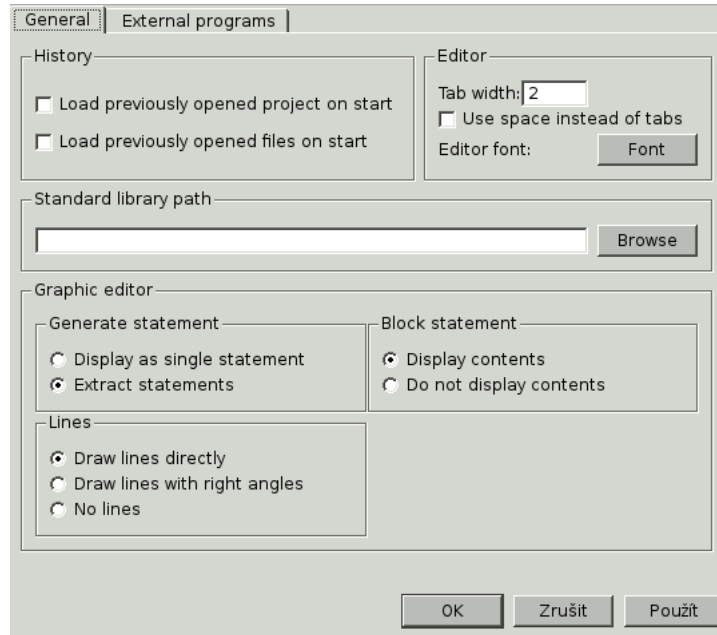 General External programs
History
Load previously opened project on start
Load previously opened files on start
Editor
Tab width: 2
Use space instead of tabs
Editor font: Font
Standard library path
Browse
Graphic editor
Generate statement
Display as single statement
Extract statements
Block statement
Display contents
Do not display contents
Lines
Draw lines directly
Draw lines with right angles
No lines
OK Zrušit Použít